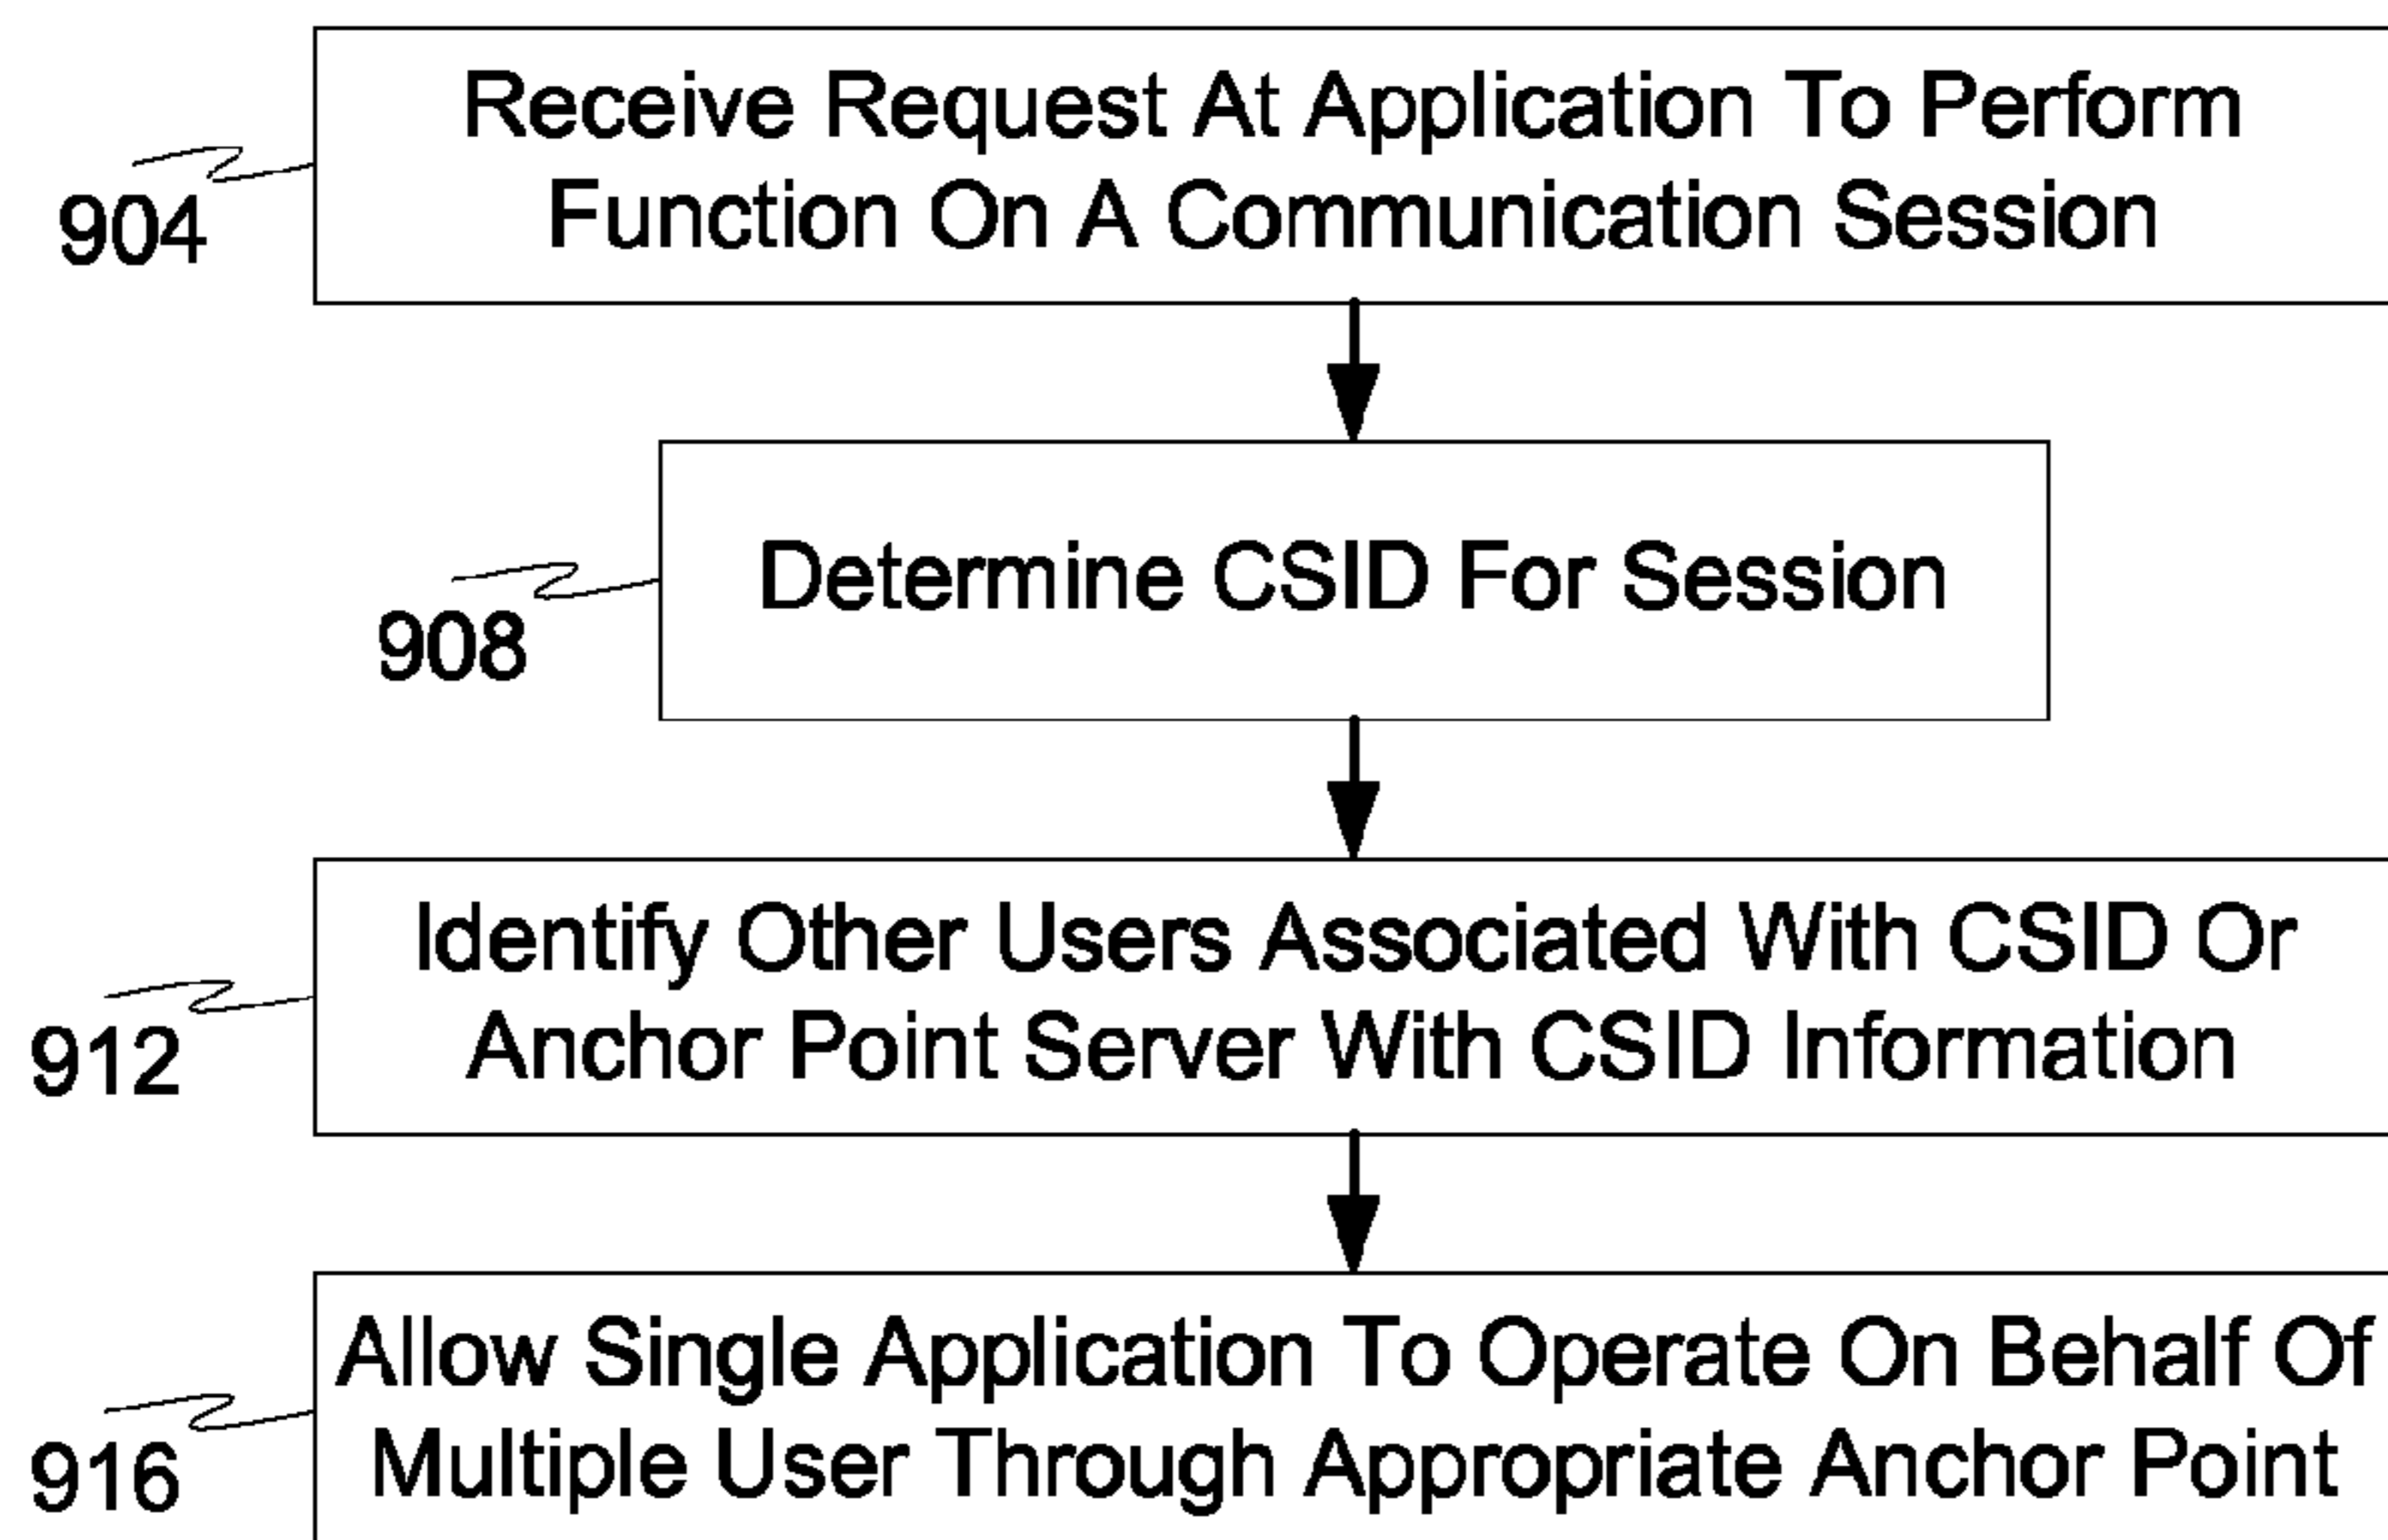 Receive Request At Application To Perform
Function On A Communication Session
904
Determine CSID For Session
908
Identify Other Users Associated With CSID Or
Anchor Point Server With CSID Information
912
Allow Single Application To Operate On Behalf Of
Multiple User Through Appropriate Anchor Point
916